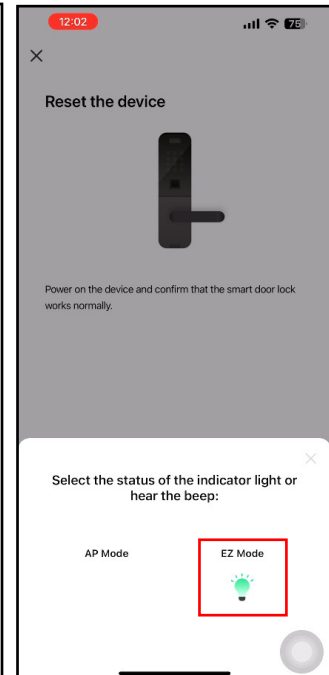 12:02
75
Reset the device
Power on the device and confirm that the smart door lock
works normally.
Select the status of the indicator light or
hear the beep:
AP Mode
EZ Mode